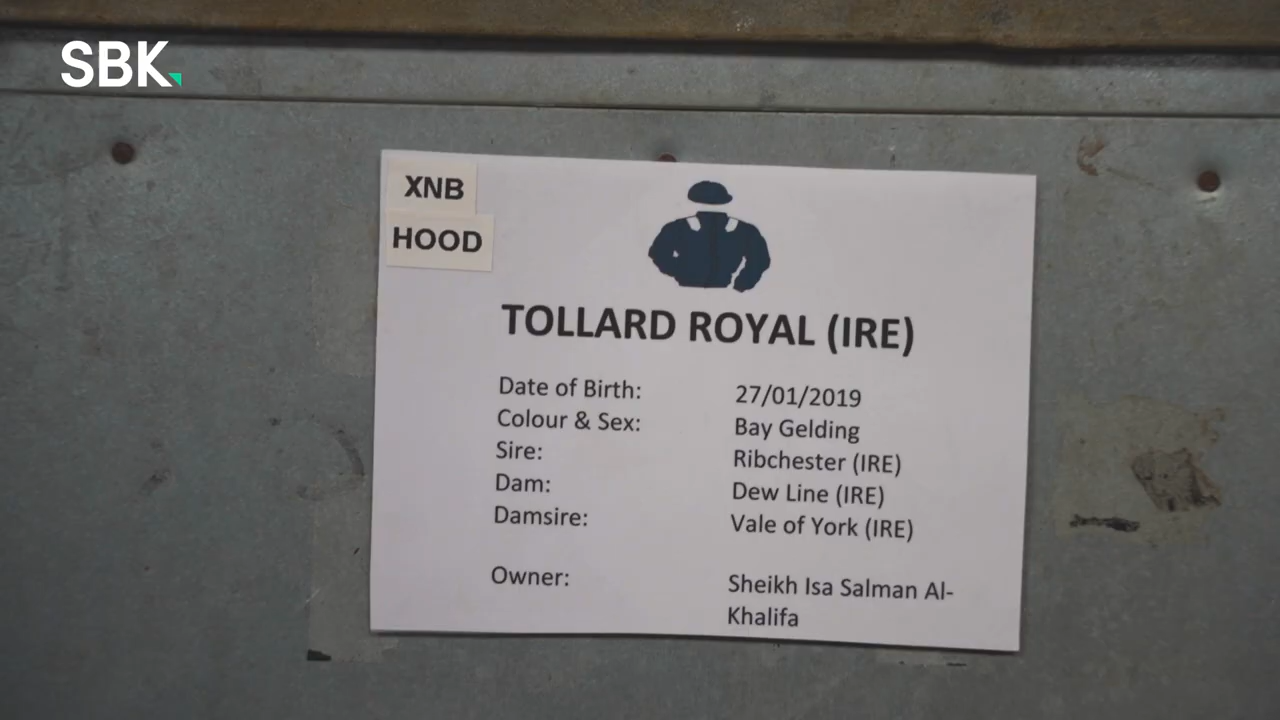 SBK
XNB
HOOD
TOLLARD ROYAL (IRE)
Date of Birth: 27/01/2019
Colour & Sex: Bay Gelding
Sire: Ribchester (IRE)
Dam: Dew Line (IRE)
Damsire: Vale of York (IRE)
Owner: Sheikh Isa Salman Al-
Khalifa